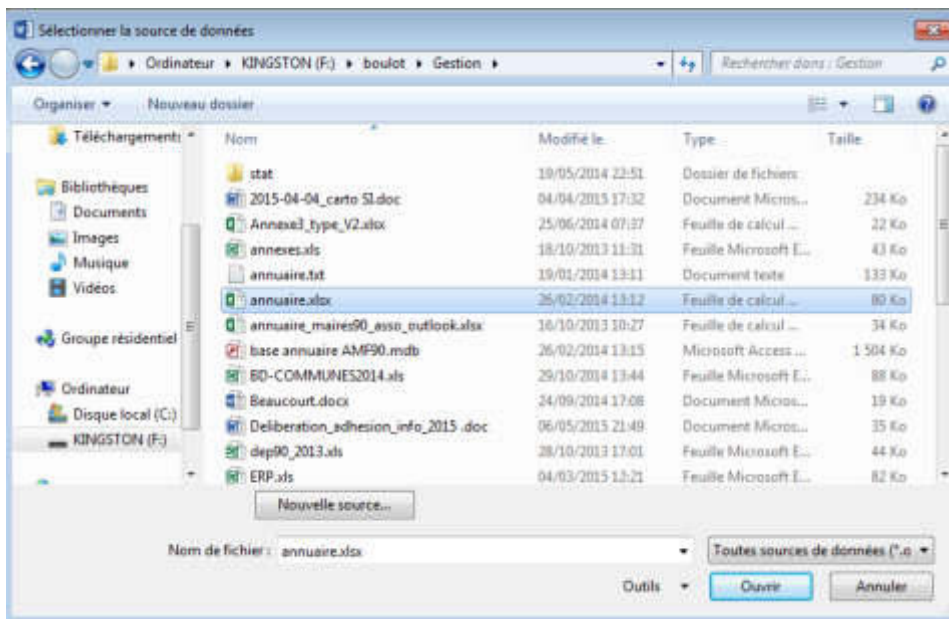 Sélectionner la source de données
Ordinateur ▸ KINGSTON (F:) ▸ boulot ▸ Gestion ▸
Rechercher dans : Gestion
Organiser
Nouveau dossier
Téléchargements
Bibliothèques
Documents
Images
Musique
Vidéos
Groupe résidentiel
Ordinateur
Disque local (C:)
KINGSTON (F:)
Nom Modifié le Type Taille
stat 19/05/2014 22:51 Dossier de fichiers
2015-04-04_carto SI.doc 04/04/2015 17:32 Document Micros... 234 Ko
Annexe3_type_V2.xlsx 25/06/2014 07:37 Feuille de calcul ... 22 Ko
annexes.xls 18/10/2013 11:31 Feuille Microsoft E... 43 Ko
annuaire.txt 19/01/2014 13:11 Document texte 133 Ko
annuaire.xlsx 26/02/2014 13:12 Feuille de calcul ... 80 Ko
annuaire_maires90_asso_outlook.xlsx 16/10/2013 10:27 Feuille de calcul ... 34 Ko
base annuaire AMF90.mdb 26/02/2014 13:15 Microsoft Access ... 1 504 Ko
BD-COMMUNES2014.xls 29/10/2014 13:44 Feuille Microsoft E... 88 Ko
Beaucourt.docx 24/09/2014 17:08 Document Micros... 19 Ko
Deliberation_adhesion_info_2015 .doc 06/05/2015 21:49 Document Micros... 35 Ko
dep90_2013.xls 28/10/2013 17:01 Feuille Microsoft E... 44 Ko
ERP.xls 04/03/2015 12:21 Feuille Microsoft E... 82 Ko
Nouvelle source...
Nom de fichier : annuaire.xlsx
Toutes sources de données (*.o
Outils
Ouvrir
Annuler